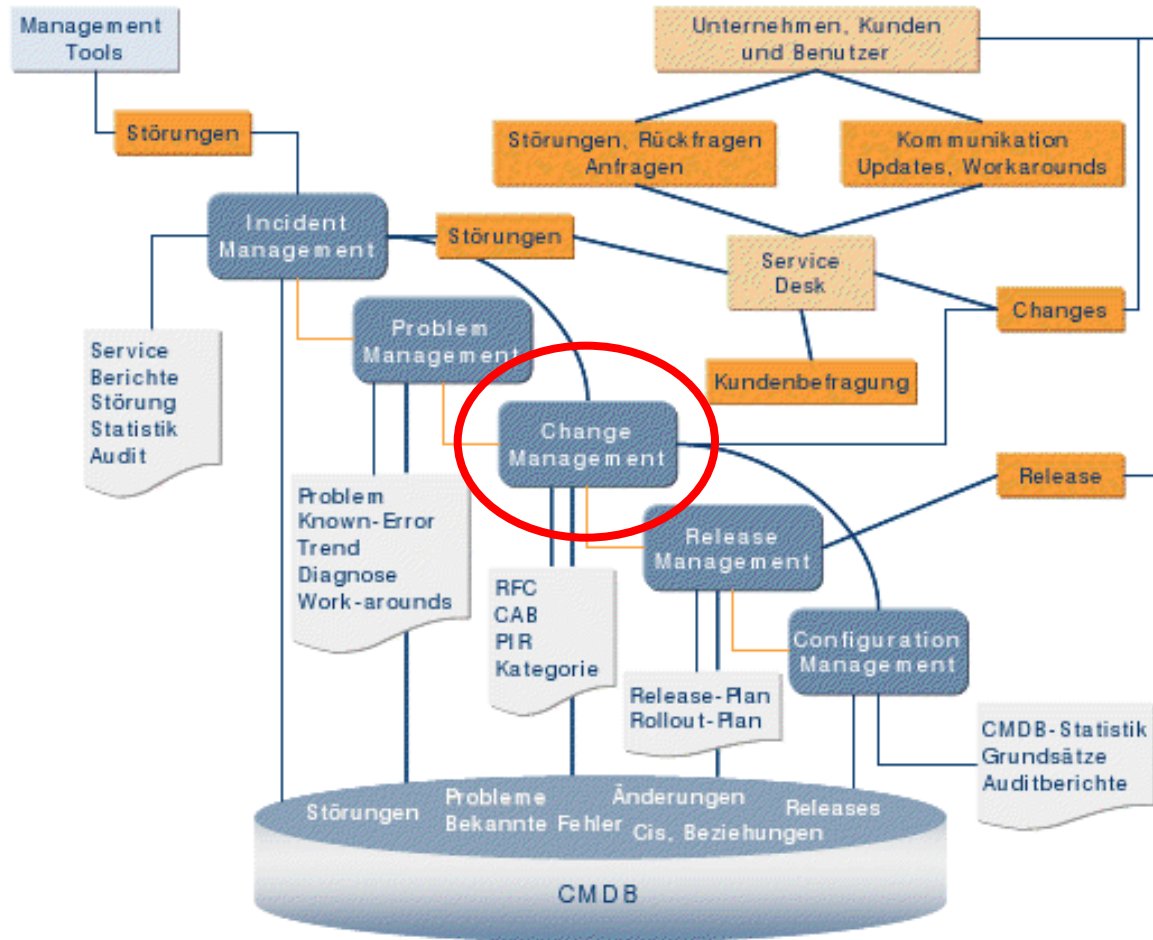 Management
Tools
Unternehmen, Kunden
und Benutzer
Störungen
Störungen, Rückfragen
Anfragen
Kommunikation
Updates, Workarounds
Incident
Management
Störungen
Service
Desk
Changes
Problem
Management
Kundenbefragung
Service
Berichte
Störung
Statistik
Audit
Change
Management
Release
Problem
Known-Error
Trend
Diagnose
Work-arounds
Release
Management
RFC
CAB
PIR
Kategorie
Configuration
Management
Release-Plan
Rollout-Plan
CMDB-Statistik
Grundsätze
Auditberichte
Störungen
Probleme
Bekannte Fehler
Änderungen
Cis, Beziehungen
Releases
CMDB